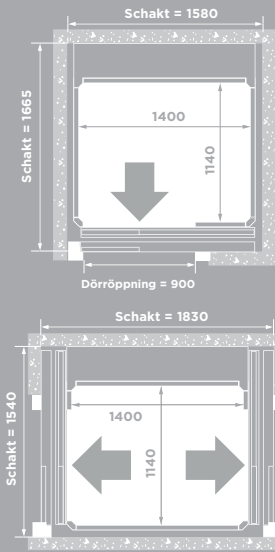 Schakt = 1580
Schakt = 1665
1400
1140
Dörröppning = 900
Schakt = 1830
Schakt = 1540
1400
1140